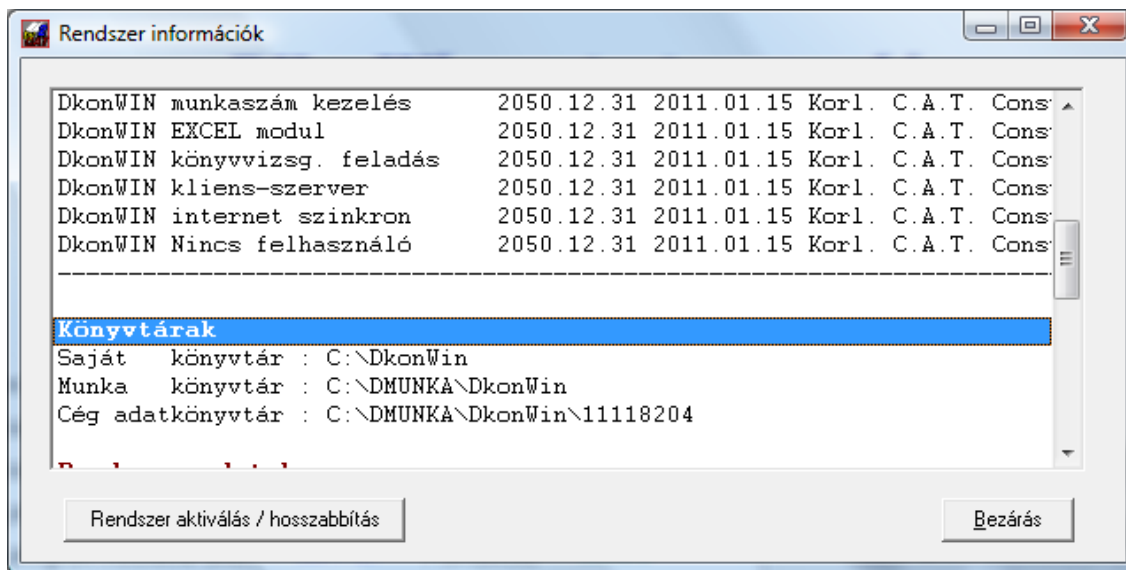 Rendszer információk
DkonWIN munkaszám kezelés 2050.12.31 2011.01.15 Korl. C.A.T. Cons
DkonWIN EXCEL modul 2050.12.31 2011.01.15 Korl. C.A.T. Cons
DkonWIN könyvvizsg. feladás 2050.12.31 2011.01.15 Korl. C.A.T. Cons
DkonWIN kliens-szerver 2050.12.31 2011.01.15 Korl. C.A.T. Cons
DkonWIN internet szinkron 2050.12.31 2011.01.15 Korl. C.A.T. Cons
DkonWIN Nincs felhasználó 2050.12.31 2011.01.15 Korl. C.A.T. Cons
Könyvtárak
Saját könyvtár : C:\DkonWin
Munka könyvtár : C:\DMUNKA\DkonWin
Cég adatkönyvtár : C:\DMUNKA\DkonWin\11118204
Rendszer aktiválás / hosszabbítás
Bezárás